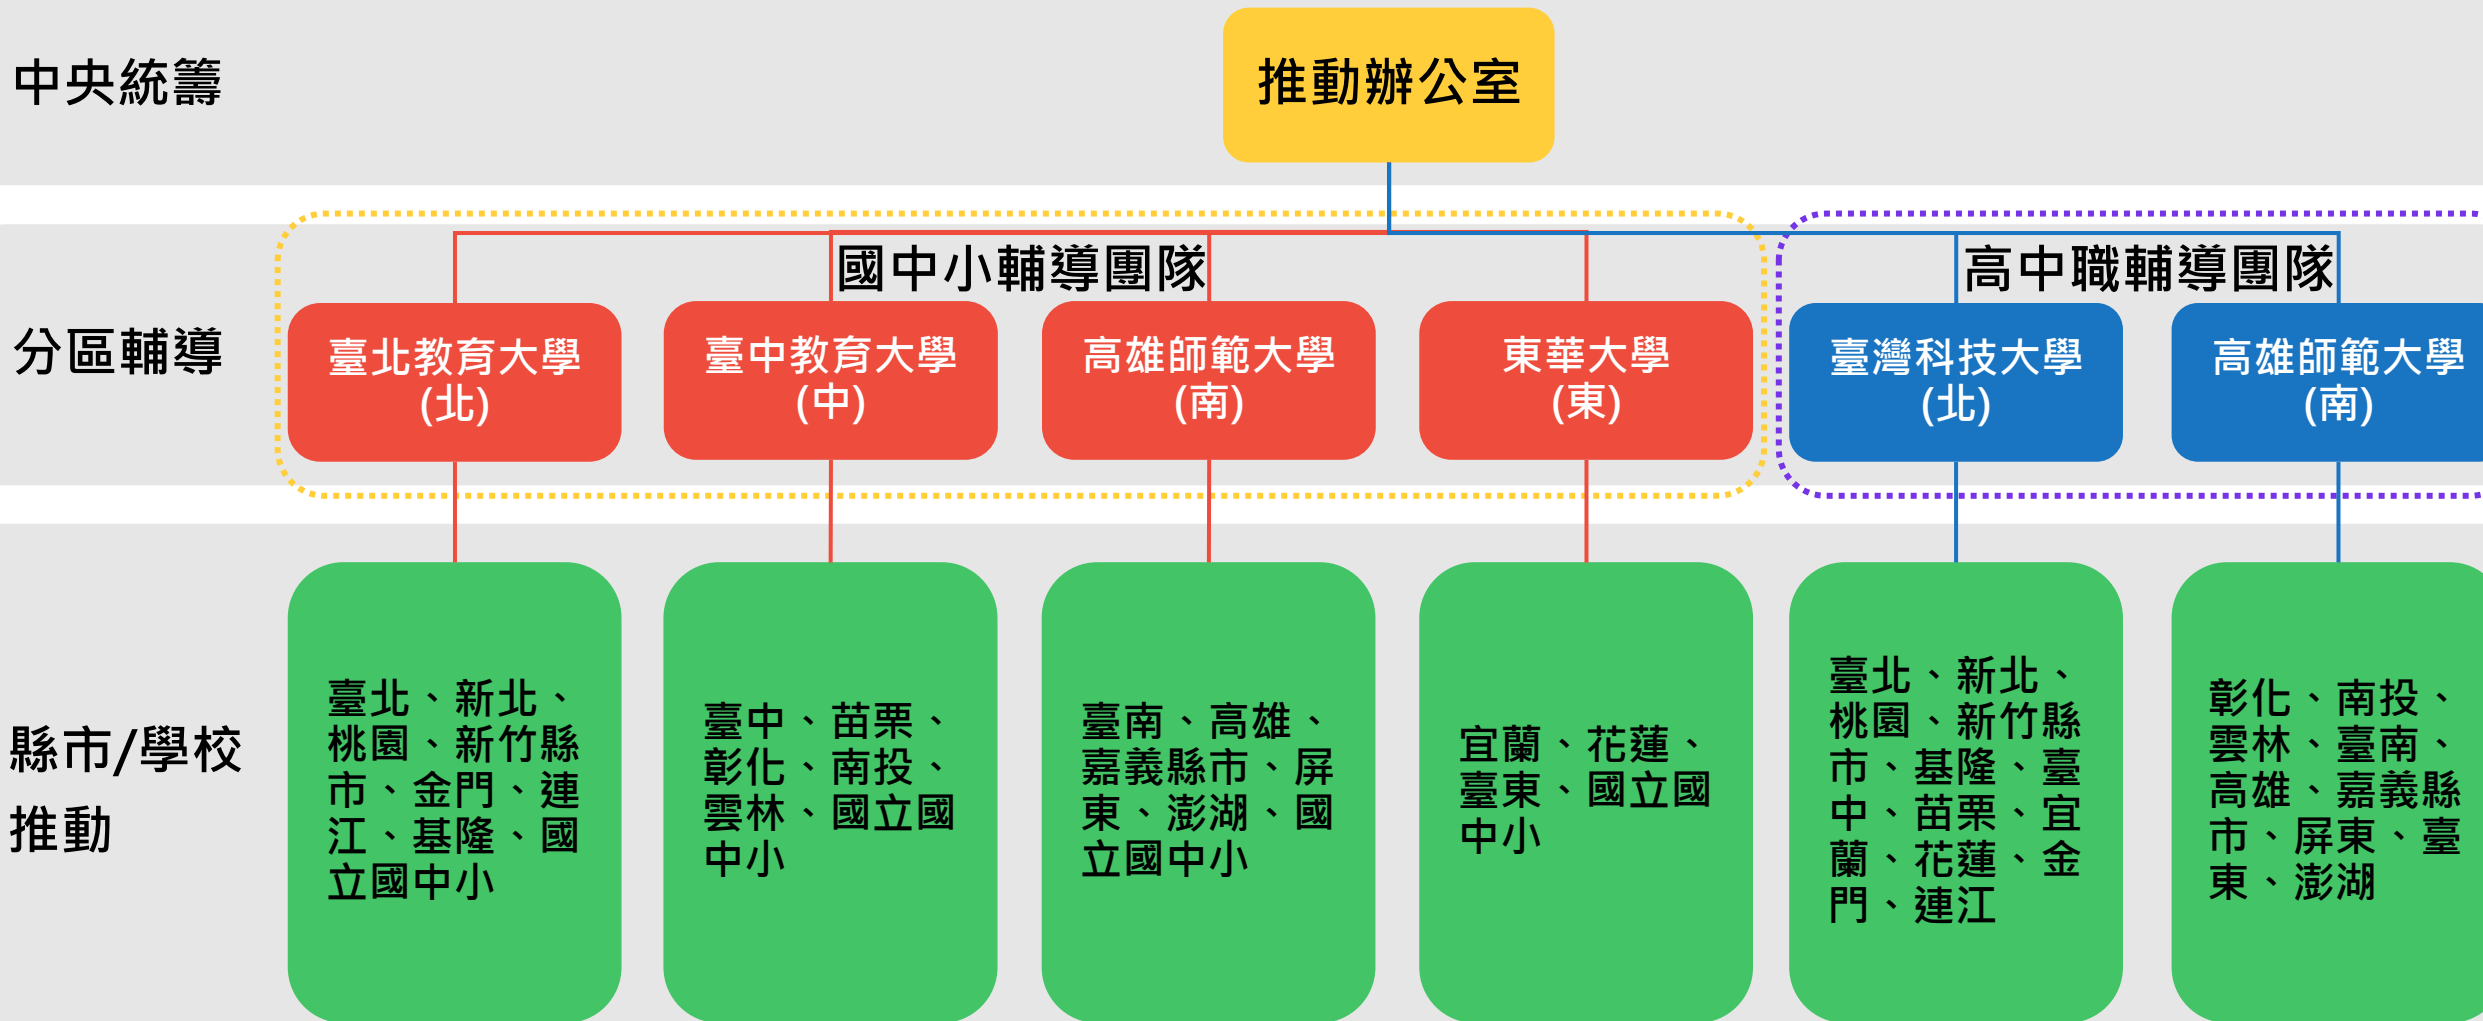 中央統籌
推動辦公室
國中小輔導團隊
高中職輔導團隊
分區輔導
臺北教育大學
(北)
臺中教育大學
(中)
高雄師範大學
(南)
東華大學
(東)
臺灣科技大學
(北)
高雄師範大學
(南)
縣市/學校
推動
臺北、新北、
桃園、新竹縣
市、金門、連
江、基隆、國
立國中小
臺中、苗栗、
彰化、南投、
雲林、國立國
中小
臺南、高雄、
嘉義縣市、屏
東、澎湖、國
立國中小
宜蘭、花蓮、
臺東、國立國
中小
臺北、新北、
桃園、新竹縣
市、基隆、臺
中、苗栗、宜
蘭、花蓮、金
門、連江
彰化、南投、
雲林、臺南、
高雄、嘉義縣
市、屏東、臺
東、澎湖